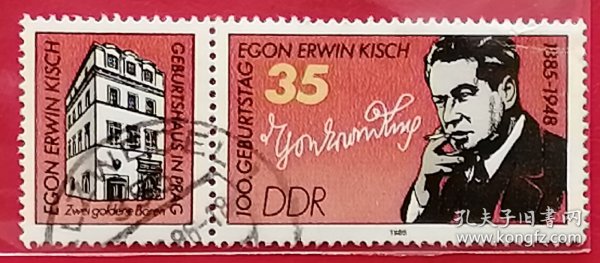 EGON ERWIN KISCH
GEBURTSHAUS IN PRAG
Zwei goldene Bären
100. GEBURTSTAG
EGON ERWIN KISCH
35
1885-1948
DDR
1985
孔夫子旧书网
www.kongfz.com